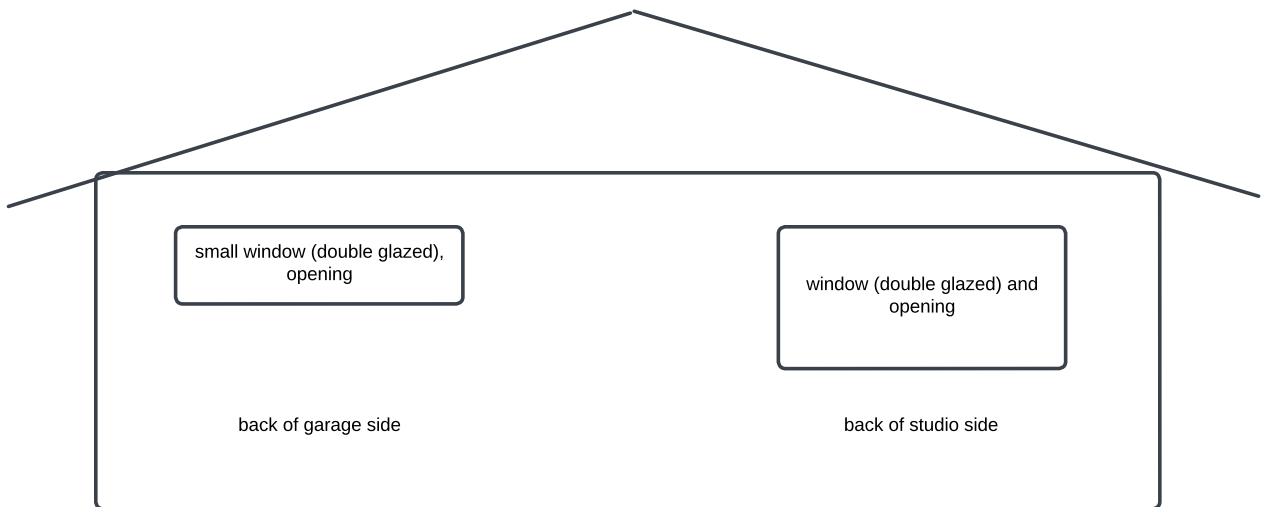 small window (double glazed),
opening
window (double glazed) and
opening
back of garage side
back of studio side